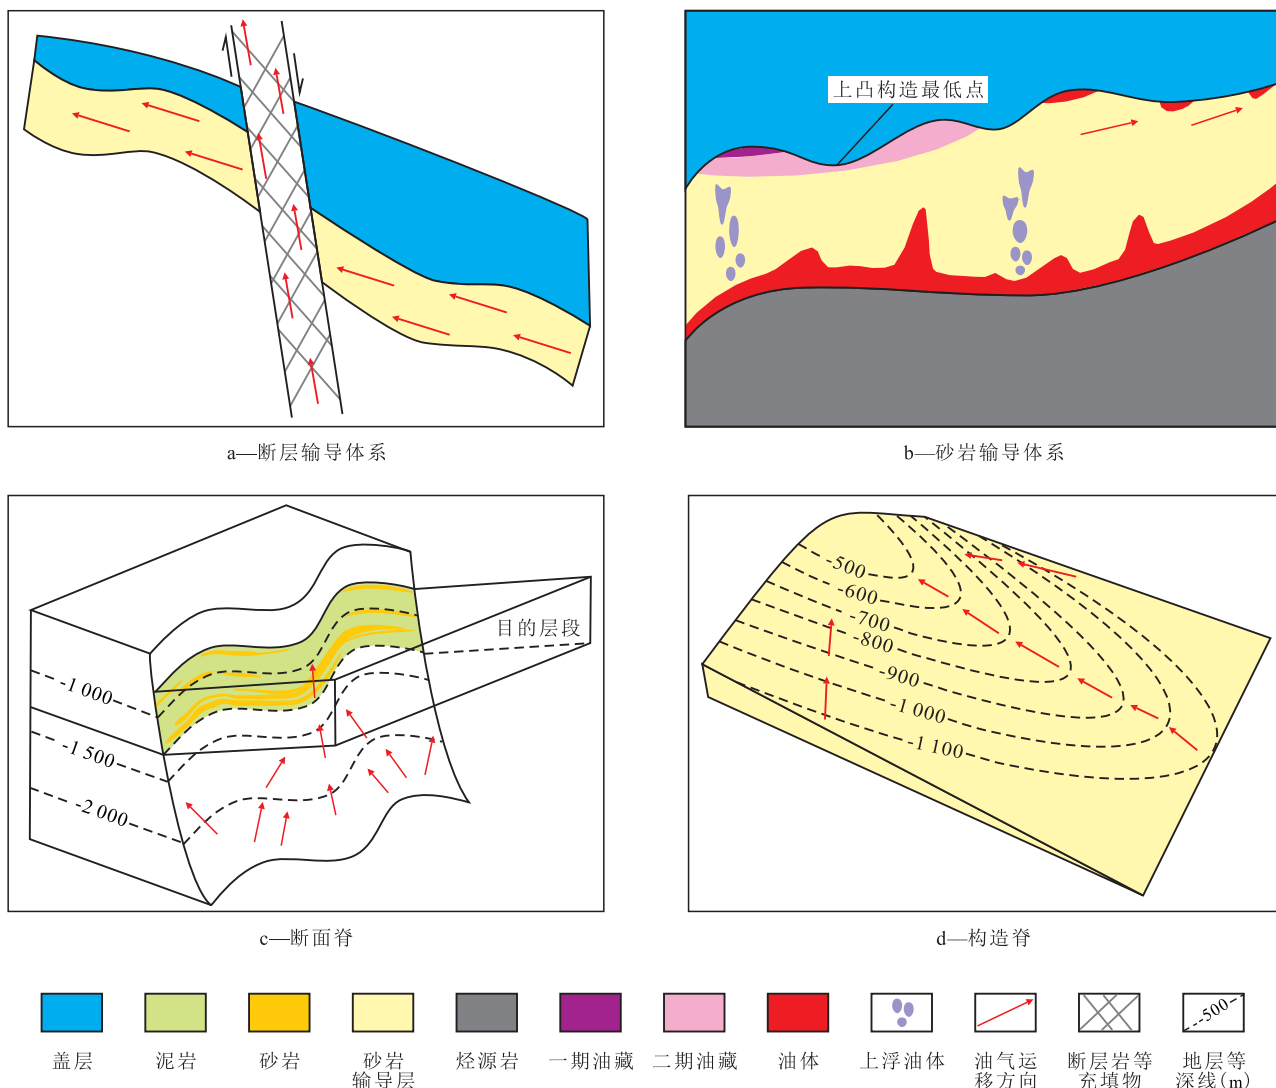 上凸构造最低点
a—断层输导体系
b—砂岩输导体系
目的层段
-1 000
-1 500
-2 000
-500
-600
-700
-800
-900
-1 000
-1 100
c—断面脊
d—构造脊
-500
盖层
泥岩
砂岩
砂岩
输导层
烃源岩
一期油藏
二期油藏
油体
上浮油体
油气运
移方向
断层岩等
充填物
地层等
深线(m)